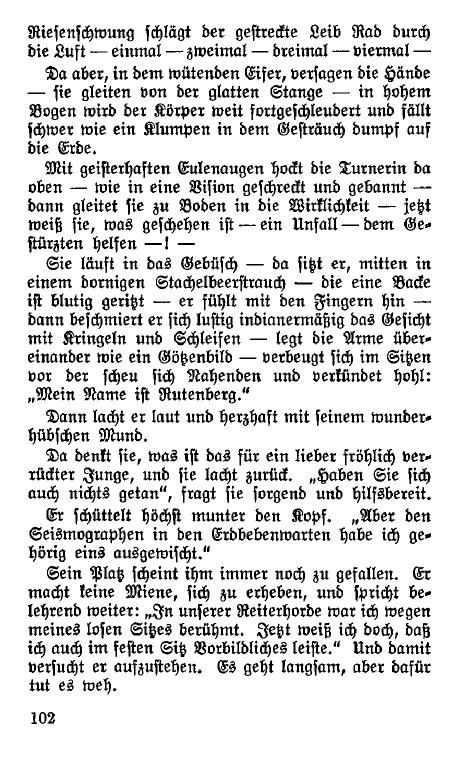 Riesenschwung schlägt der gestreckte Leib Rad durch
die Luft — einmal — zweimal — dreimal — viermal —
Da aber, in dem wütenden Eifer, versagen die Hände
— sie gleiten von der glatten Stange — in hohem
Bogen wird der Körper weit fortgeschleudert und fällt
schwer wie ein Klumpen in dem Gesträuch dumpf auf
die Erde.
Mit geisterhaften Eulenaugen hockt die Turnerin da
oben — wie in eine Vision geschreckt und gebannt —
dann gleitet sie zu Boden in die Wirklichkeit — jetzt
weiß sie, was geschehen ist — ein Unfall — dem Ge-
stürzten helfen —! —
Sie läuft in das Gebüsch — da sitzt er, mitten in
einem dornigen Stachelbeerstrauch — die eine Backe
ist blutig geritzt — er fühlt mit den Fingern hin —
dann beschmiert er sich lustig indianermäßig das Gesicht
mit Kringeln und Schleifen — legt die Arme über-
einander wie ein Götzenbild — verbeugt sich im Sitzen
vor der scheu sich Nahenden und verkündet hohl:
„Mein Name ist Rutenberg.“
Dann lacht er laut und herzhaft mit seinem wunder-
hübschen Mund.
Da denkt sie, was ist das für ein lieber fröhlich ver-
rückter Junge, und sie lacht zurück. „Haben Sie sich
auch nichts getan“, fragt sie sorgend und hilfsbereit.
Er schüttelt höchst munter den Kopf. „Aber den
Seismographen in den Erdbebenwarten habe ich ge-
hörig eins ausgewischt.“
Sein Platz scheint ihm immer noch zu gefallen. Er
macht keine Miene, sich zu erheben, und spricht be-
lehrend weiter: „In unserer Reiterhorde war ich wegen
meines losen Sitzes berühmt. Jetzt weiß ich doch, daß
ich auch im festen Sitz Vorbildliches leiste.“ Und damit
versucht er aufzustehen. Es geht langsam, aber dafür
tut es weh.
102